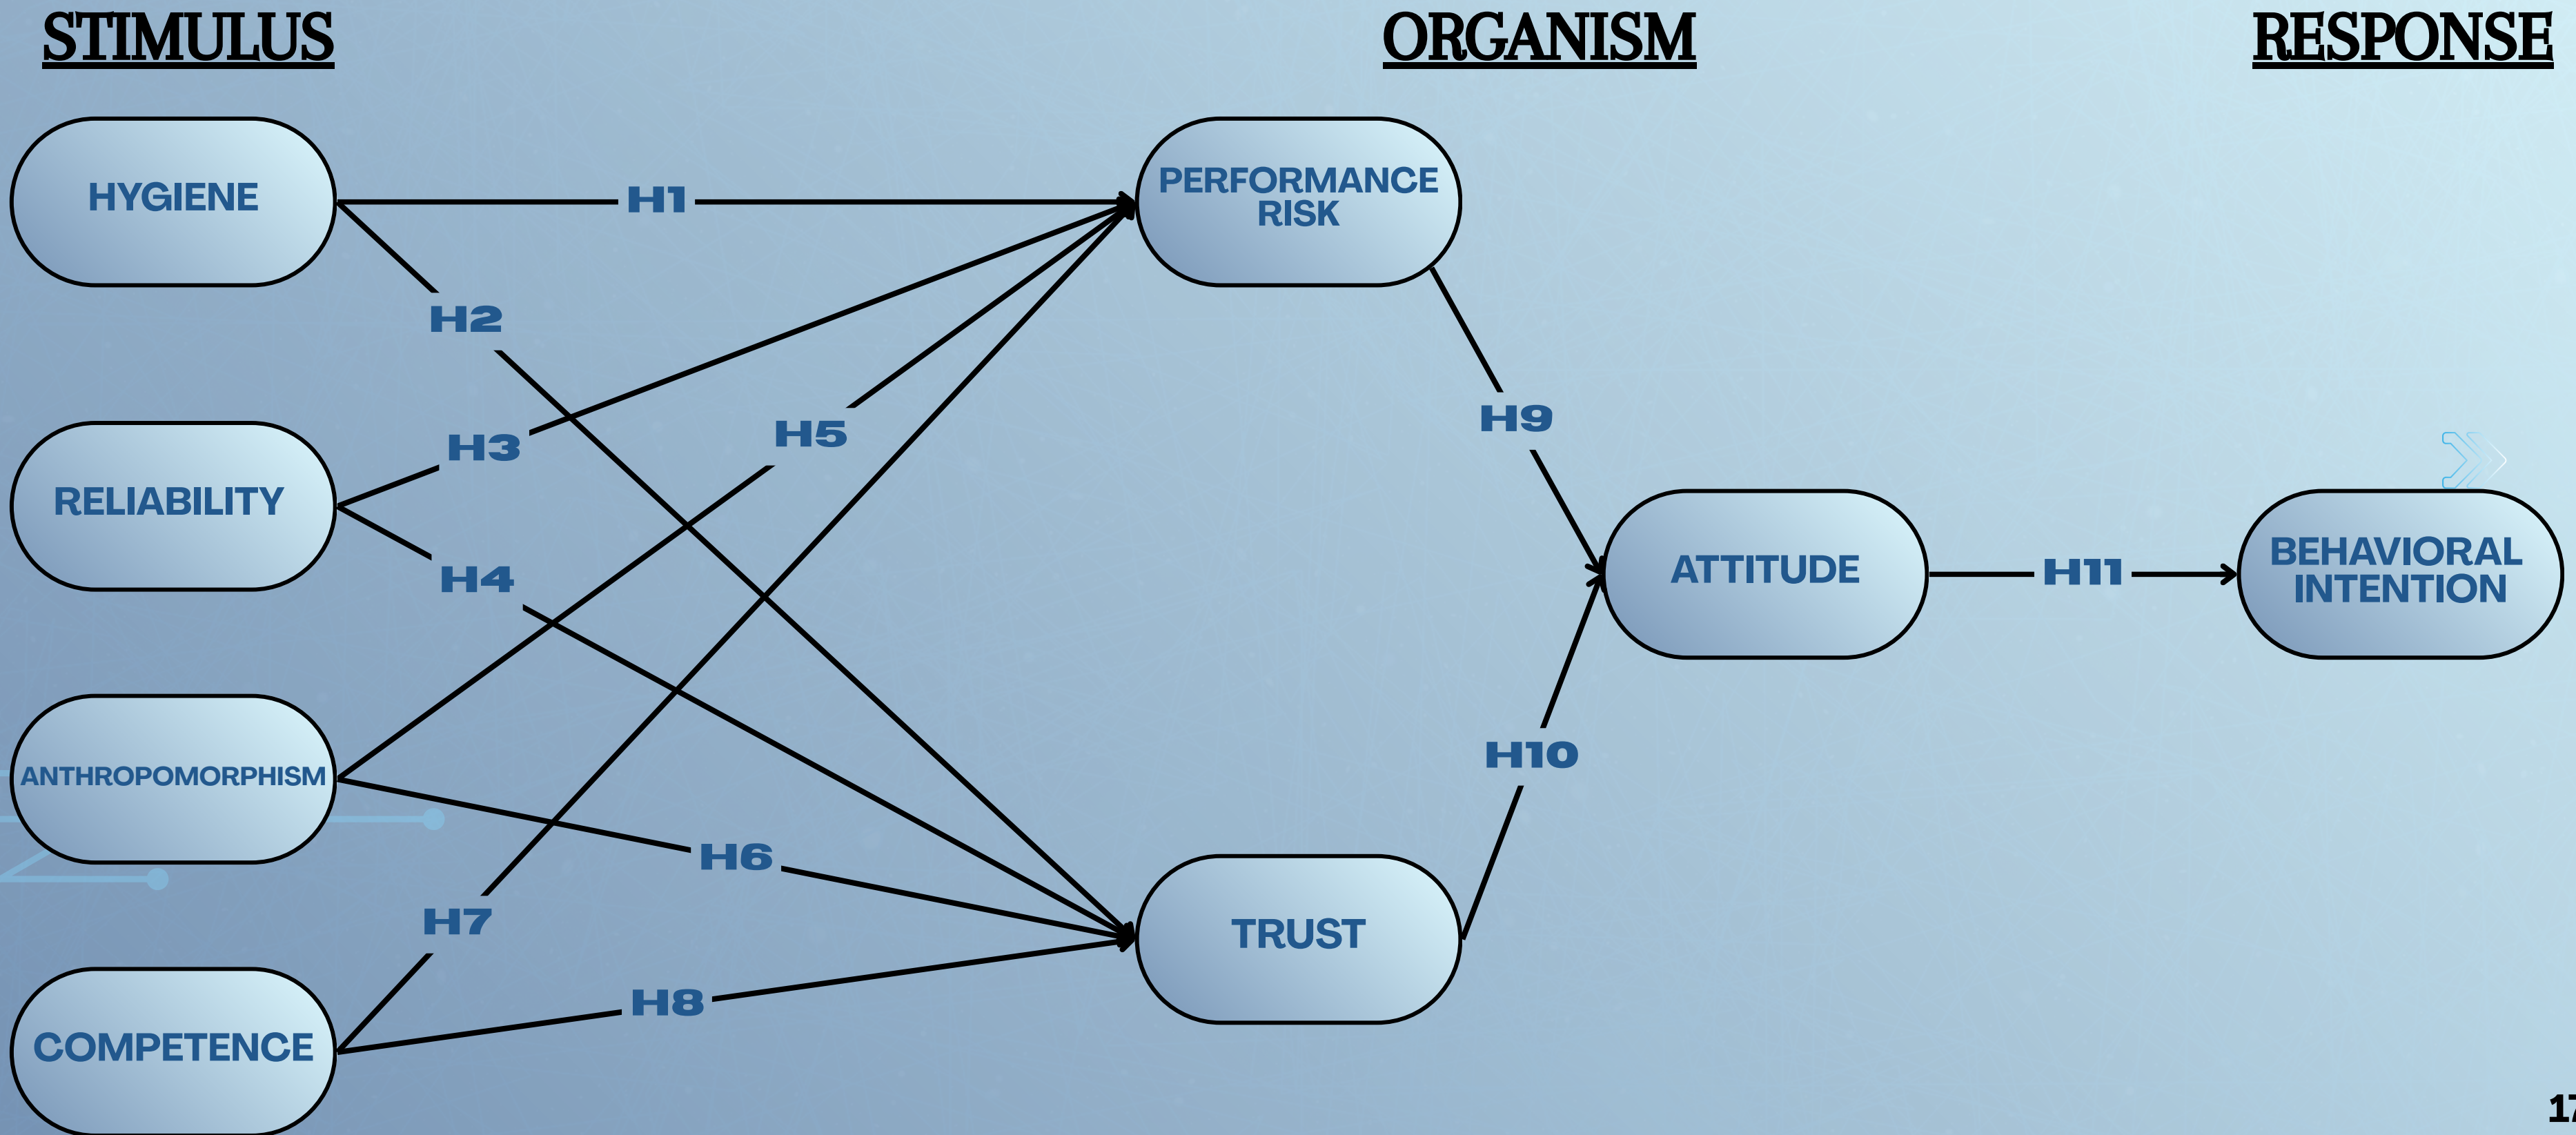 STIMULUS
ORGANISM
RESPONSE
HYGIENE
H1
PERFORMANCE
RISK
H2
H3
H5
H9
RELIABILITY
H4
ATTITUDE
H11
BEHAVIORAL
INTENTION
ANTHROPOMORPHISM
H10
H6
H7
TRUST
H8
COMPETENCE
17